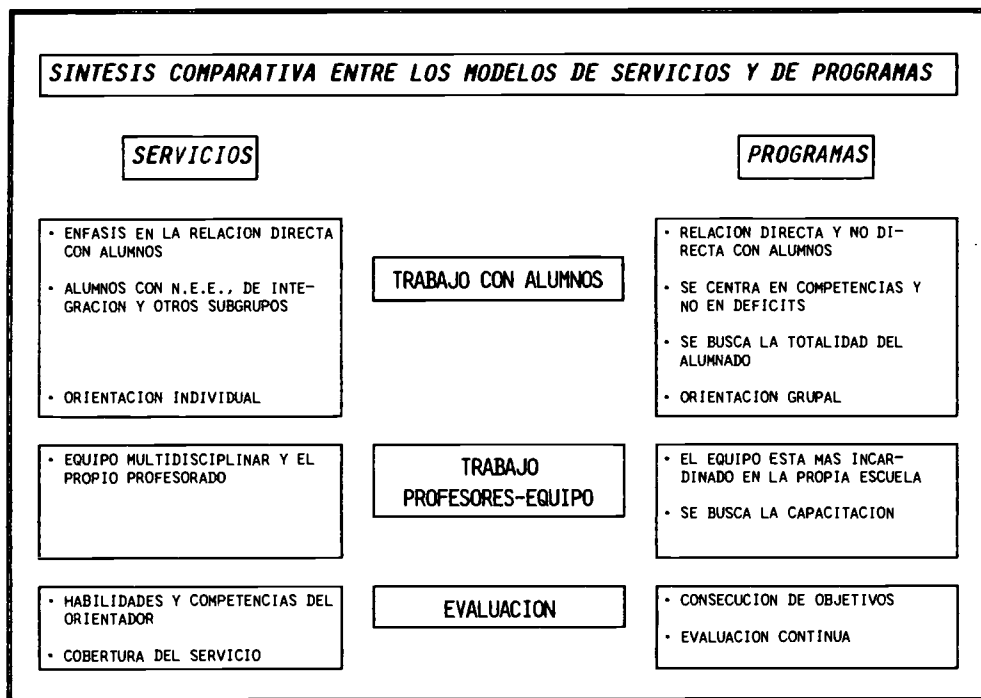 SINTESIS COMPARATIVA ENTRE LOS MODELOS DE SERVICIOS Y DE PROGRAMAS
SERVICIOS
PROGRAMAS
· ENFASIS EN LA RELACION DIRECTA
CON ALUMNOS
· ALUMNOS CON N.E.E., DE INTE-
GRACION Y OTROS SUBGRUPOS
· ORIENTACION INDIVIDUAL
TRABAJO CON ALUMNOS
· RELACION DIRECTA Y NO DI-
RECTA CON ALUMNOS
· SE CENTRA EN COMPETENCIAS Y
NO EN DEFICITS
· SE BUSCA LA TOTALIDAD DEL
ALUMNADO
· ORIENTACION GRUPAL
· EQUIPO MULTIDISCIPLINAR Y EL
PROPIO PROFESORADO
TRABAJO
PROFESORES-EQUIPO
· EL EQUIPO ESTA MAS INCAR-
DINADO EN LA PROPIA ESCUELA
· SE BUSCA LA CAPACITACION
· HABILIDADES Y COMPETENCIAS DEL
ORIENTADOR
· COBERTURA DEL SERVICIO
EVALUACION
· CONSECUCION DE OBJETIVOS
· EVALUACION CONTINUA